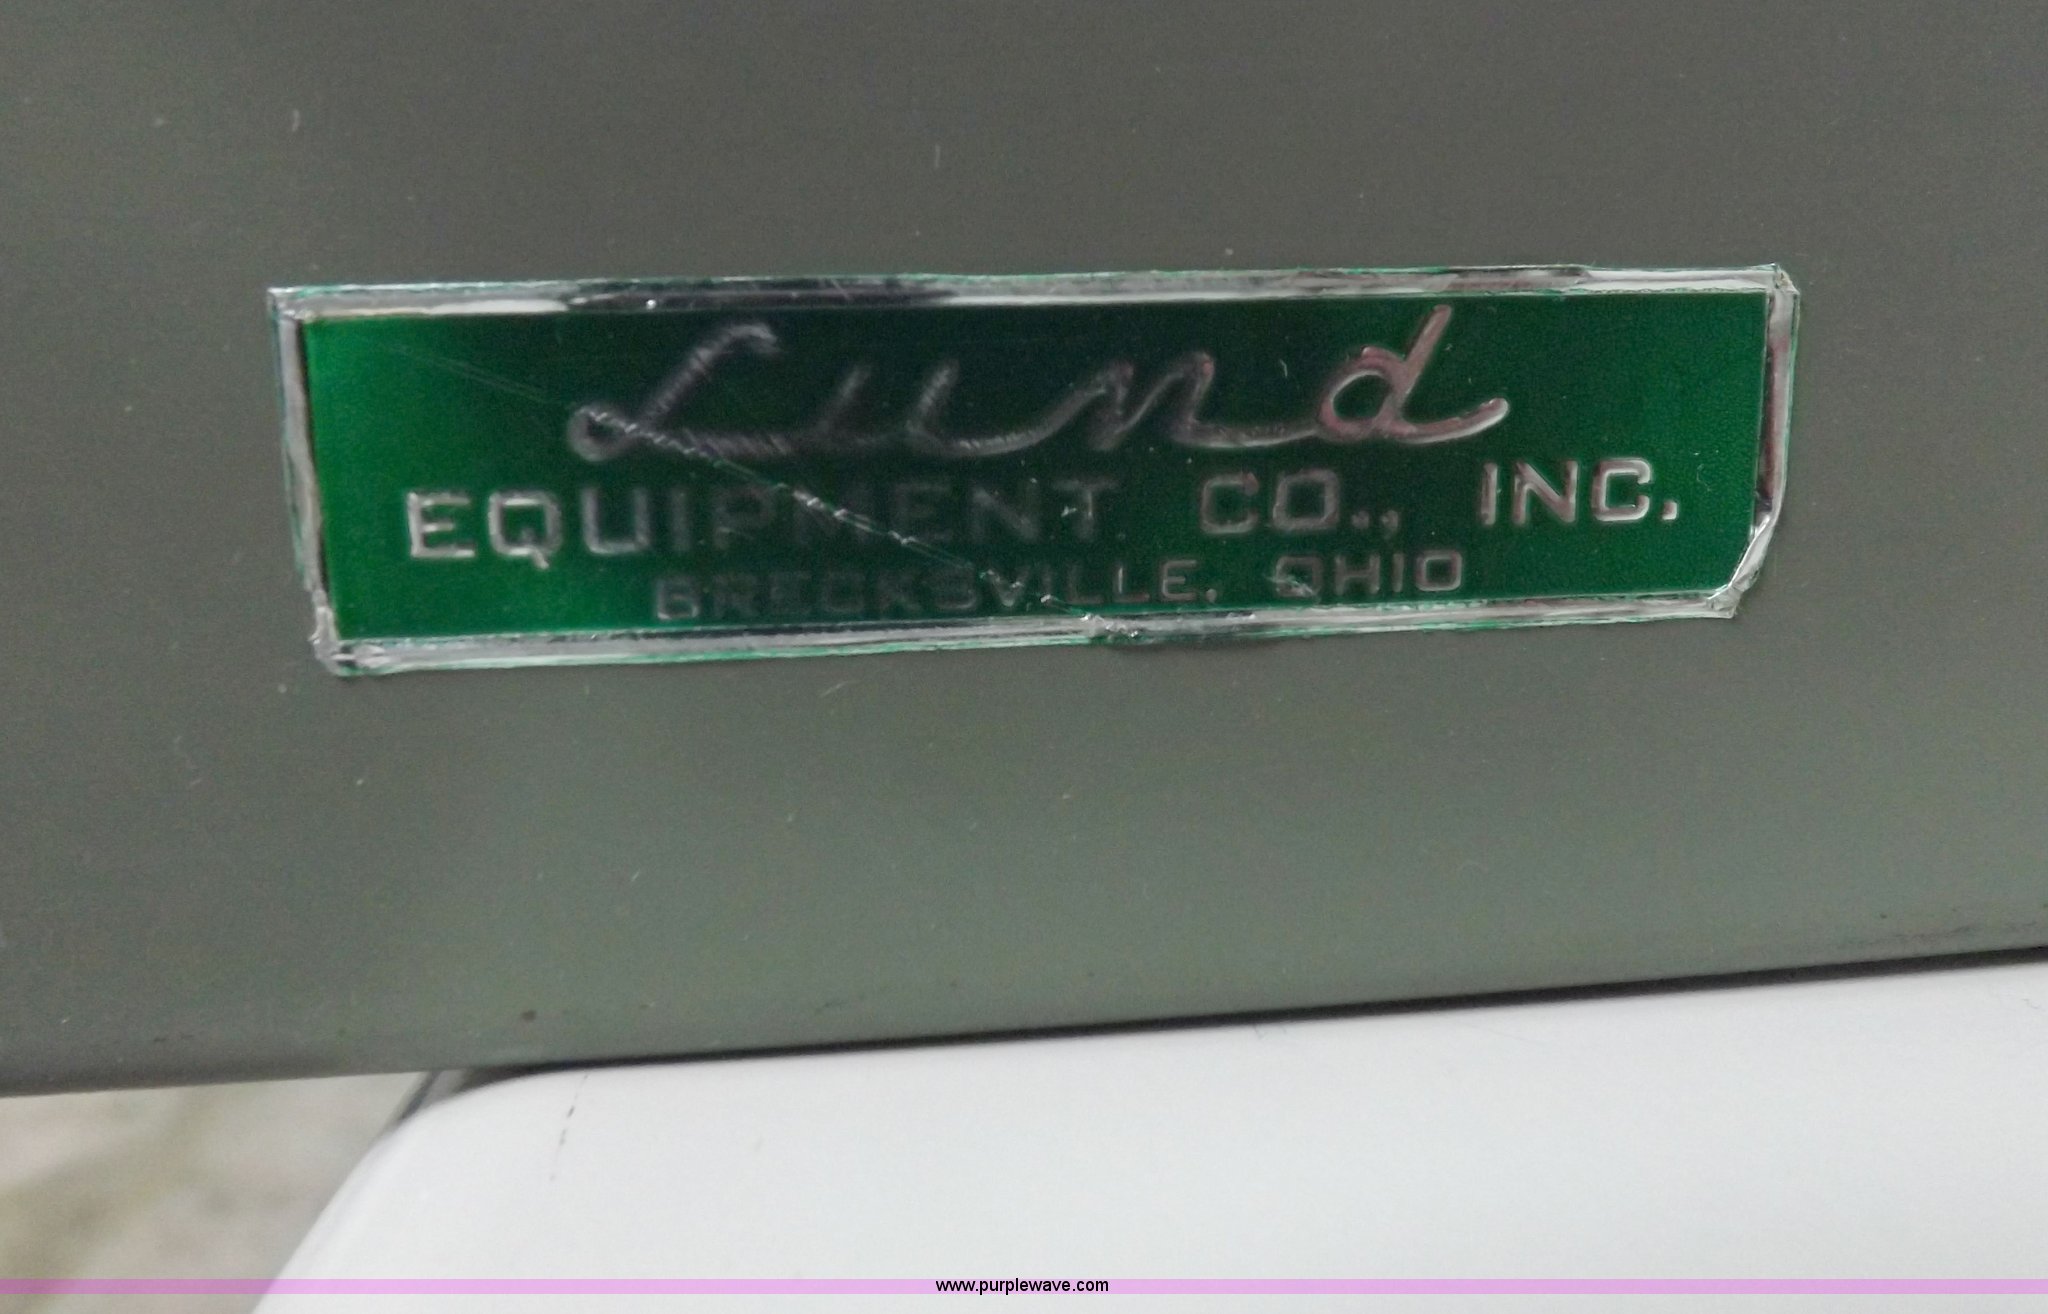 Lund
EQUIPMENT CO., INC.
BRECKSVILLE, OHIO
www.purplewave.com